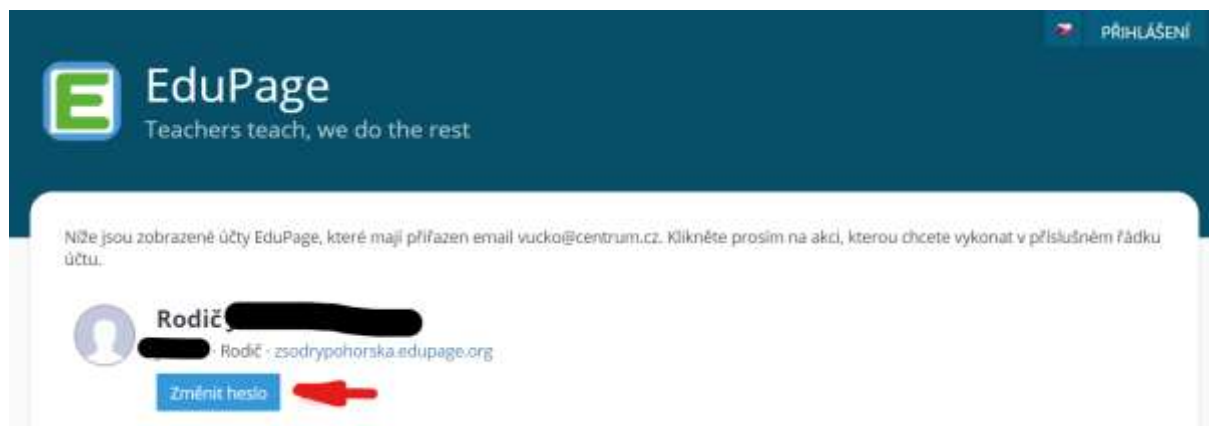 PŘIHLÁŠENÍ
E EduPage
Teachers teach, we do the rest
Níže jsou zobrazené účty EduPage, které mají přiřazen email vucko@centrum.cz. Klikněte prosím na akci, kterou chcete vykonat v příslušném řádku
účtu.
Rodič
· Rodič · zsodrypohorska.edupage.org
Změnit heslo